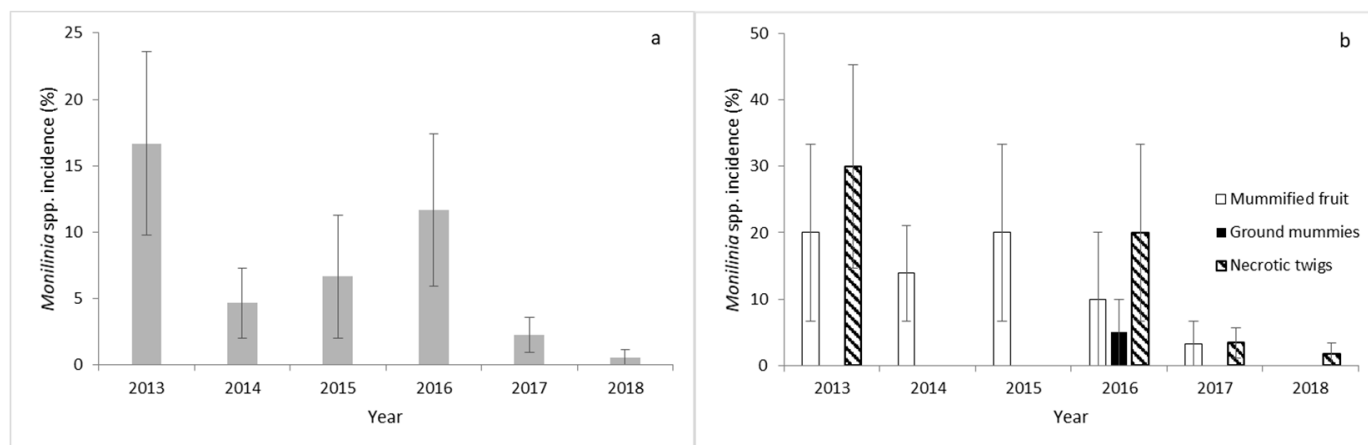 a
25
20
15
10
5
0
Monilinia spp. incidence (%)
2013 2014 2015 2016 2017 2018
Year
b
50
40
30
20
10
0
Monilinia spp. incidence (%)
Mummified fruit
Ground mummies
Necrotic twigs
2013 2014 2015 2016 2017 2018
Year